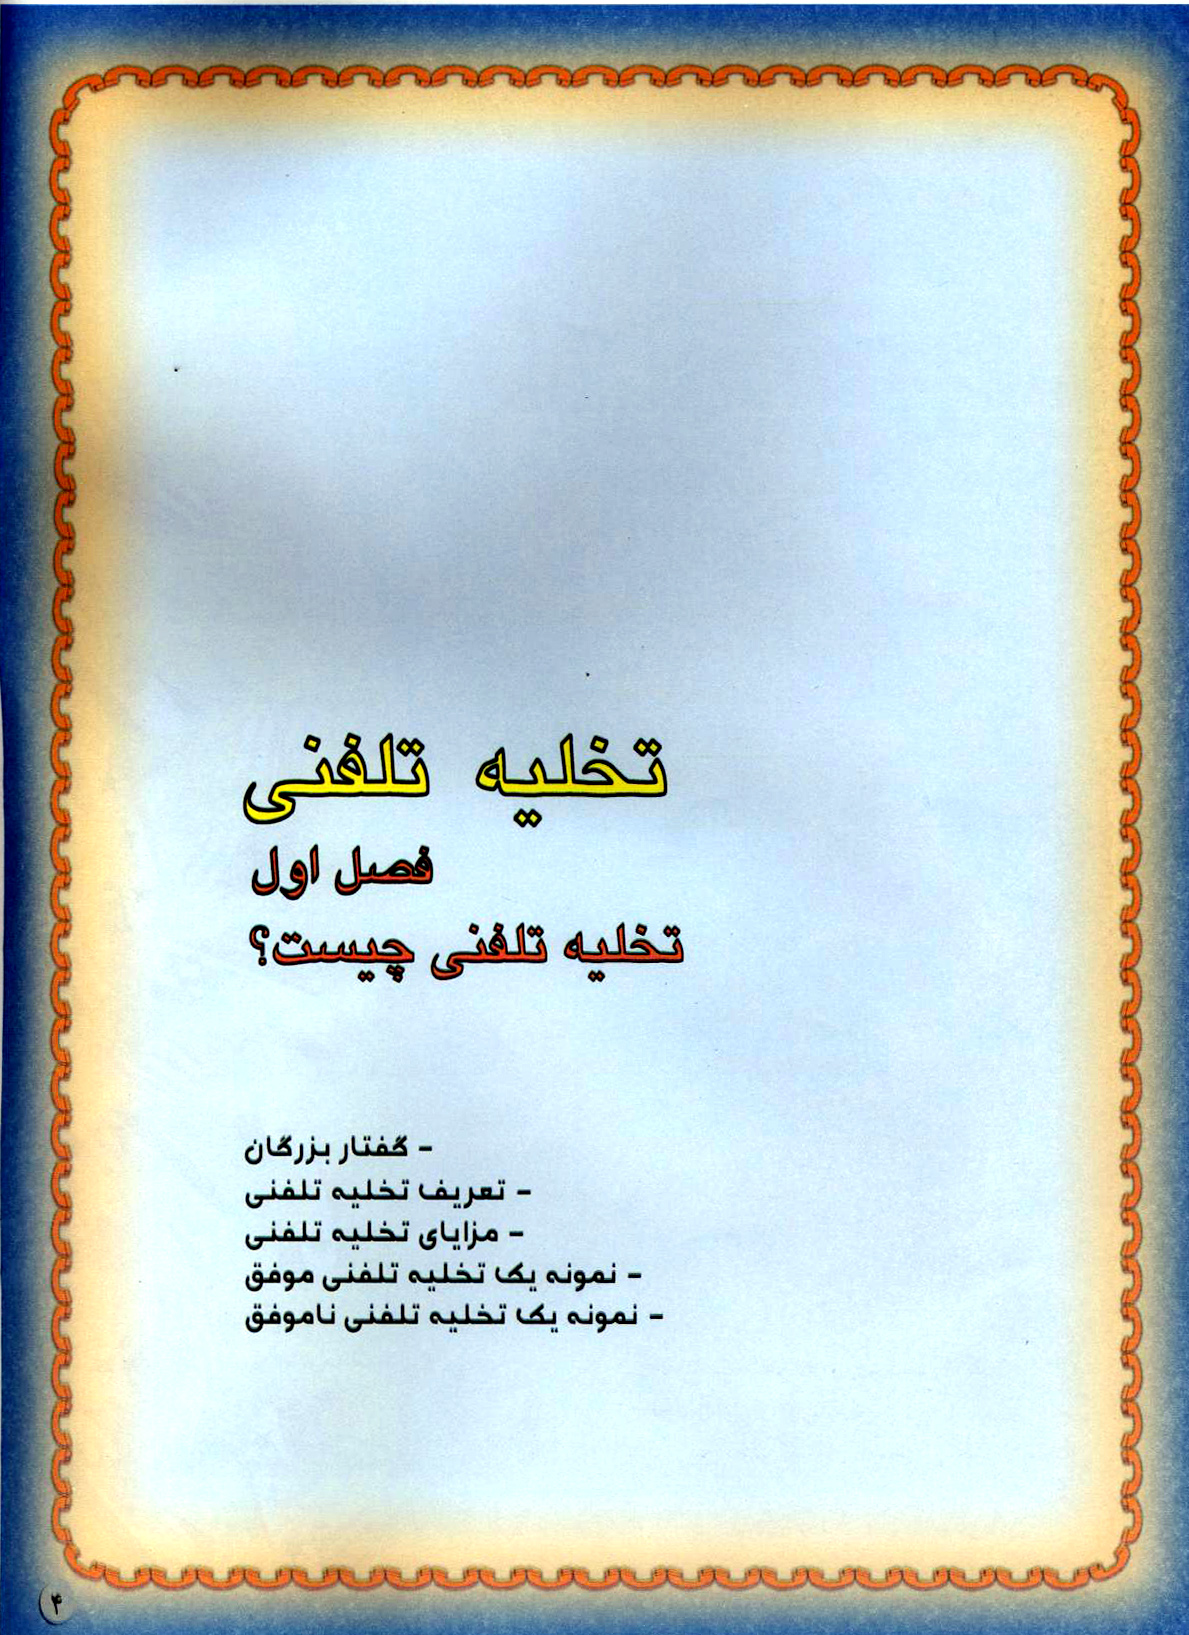 تخلیه تلفنی
فصل اول
تخلیه تلفنی چیست؟
- گفتار بزرگان
- تعریف تخلیه تلفنی
- مزایای تخلیه تلفنی
- نمونه یک تخلیه تلفنی موفق
- نمونه یک تخلیه تلفنی ناموفق
۴